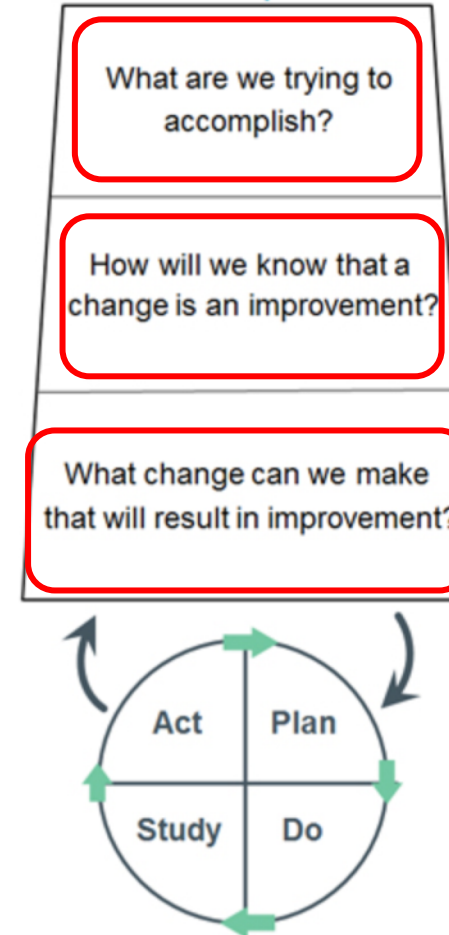 What are we trying to
accomplish?
How will we know that a
change is an improvement?
What change can we make
that will result in improvement?
Act Plan
Study Do